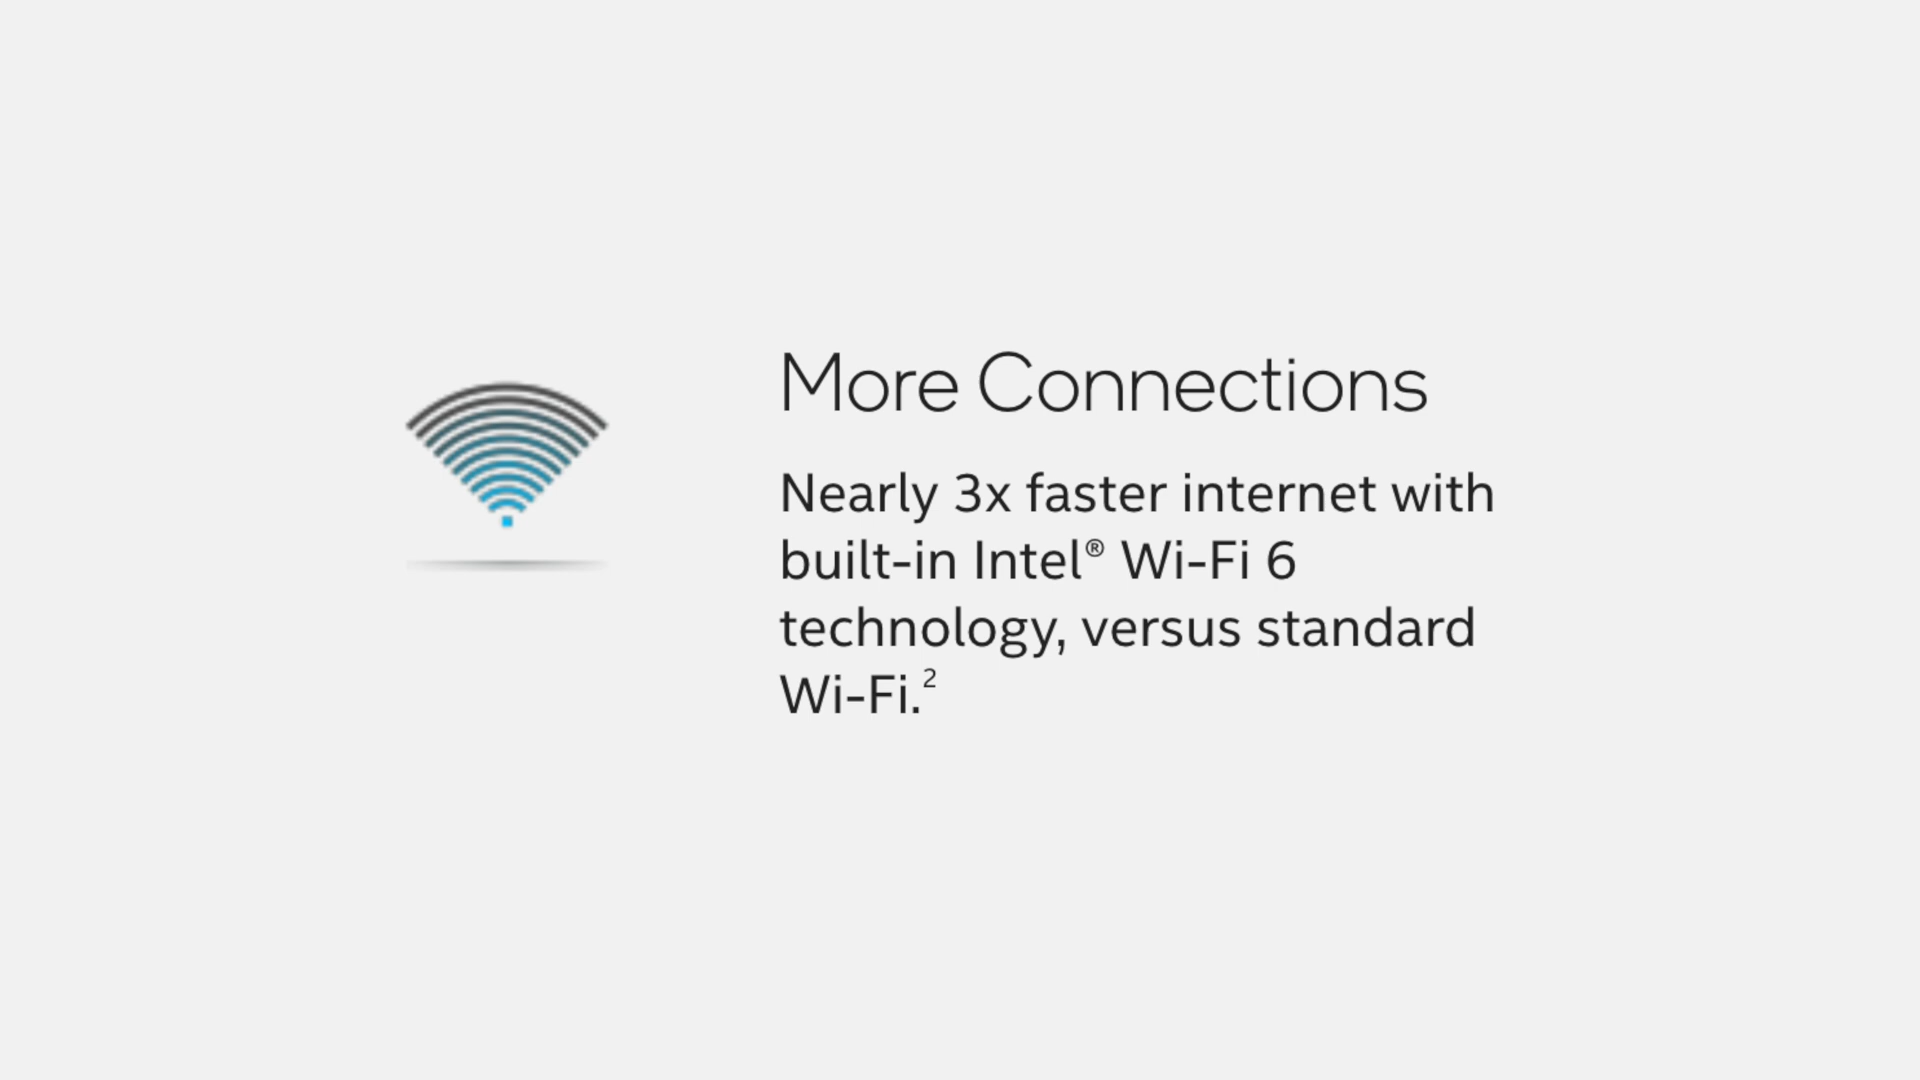 More Connections
Nearly 3x faster internet with
built-in Intel® Wi-Fi 6
technology, versus standard
Wi-Fi.²